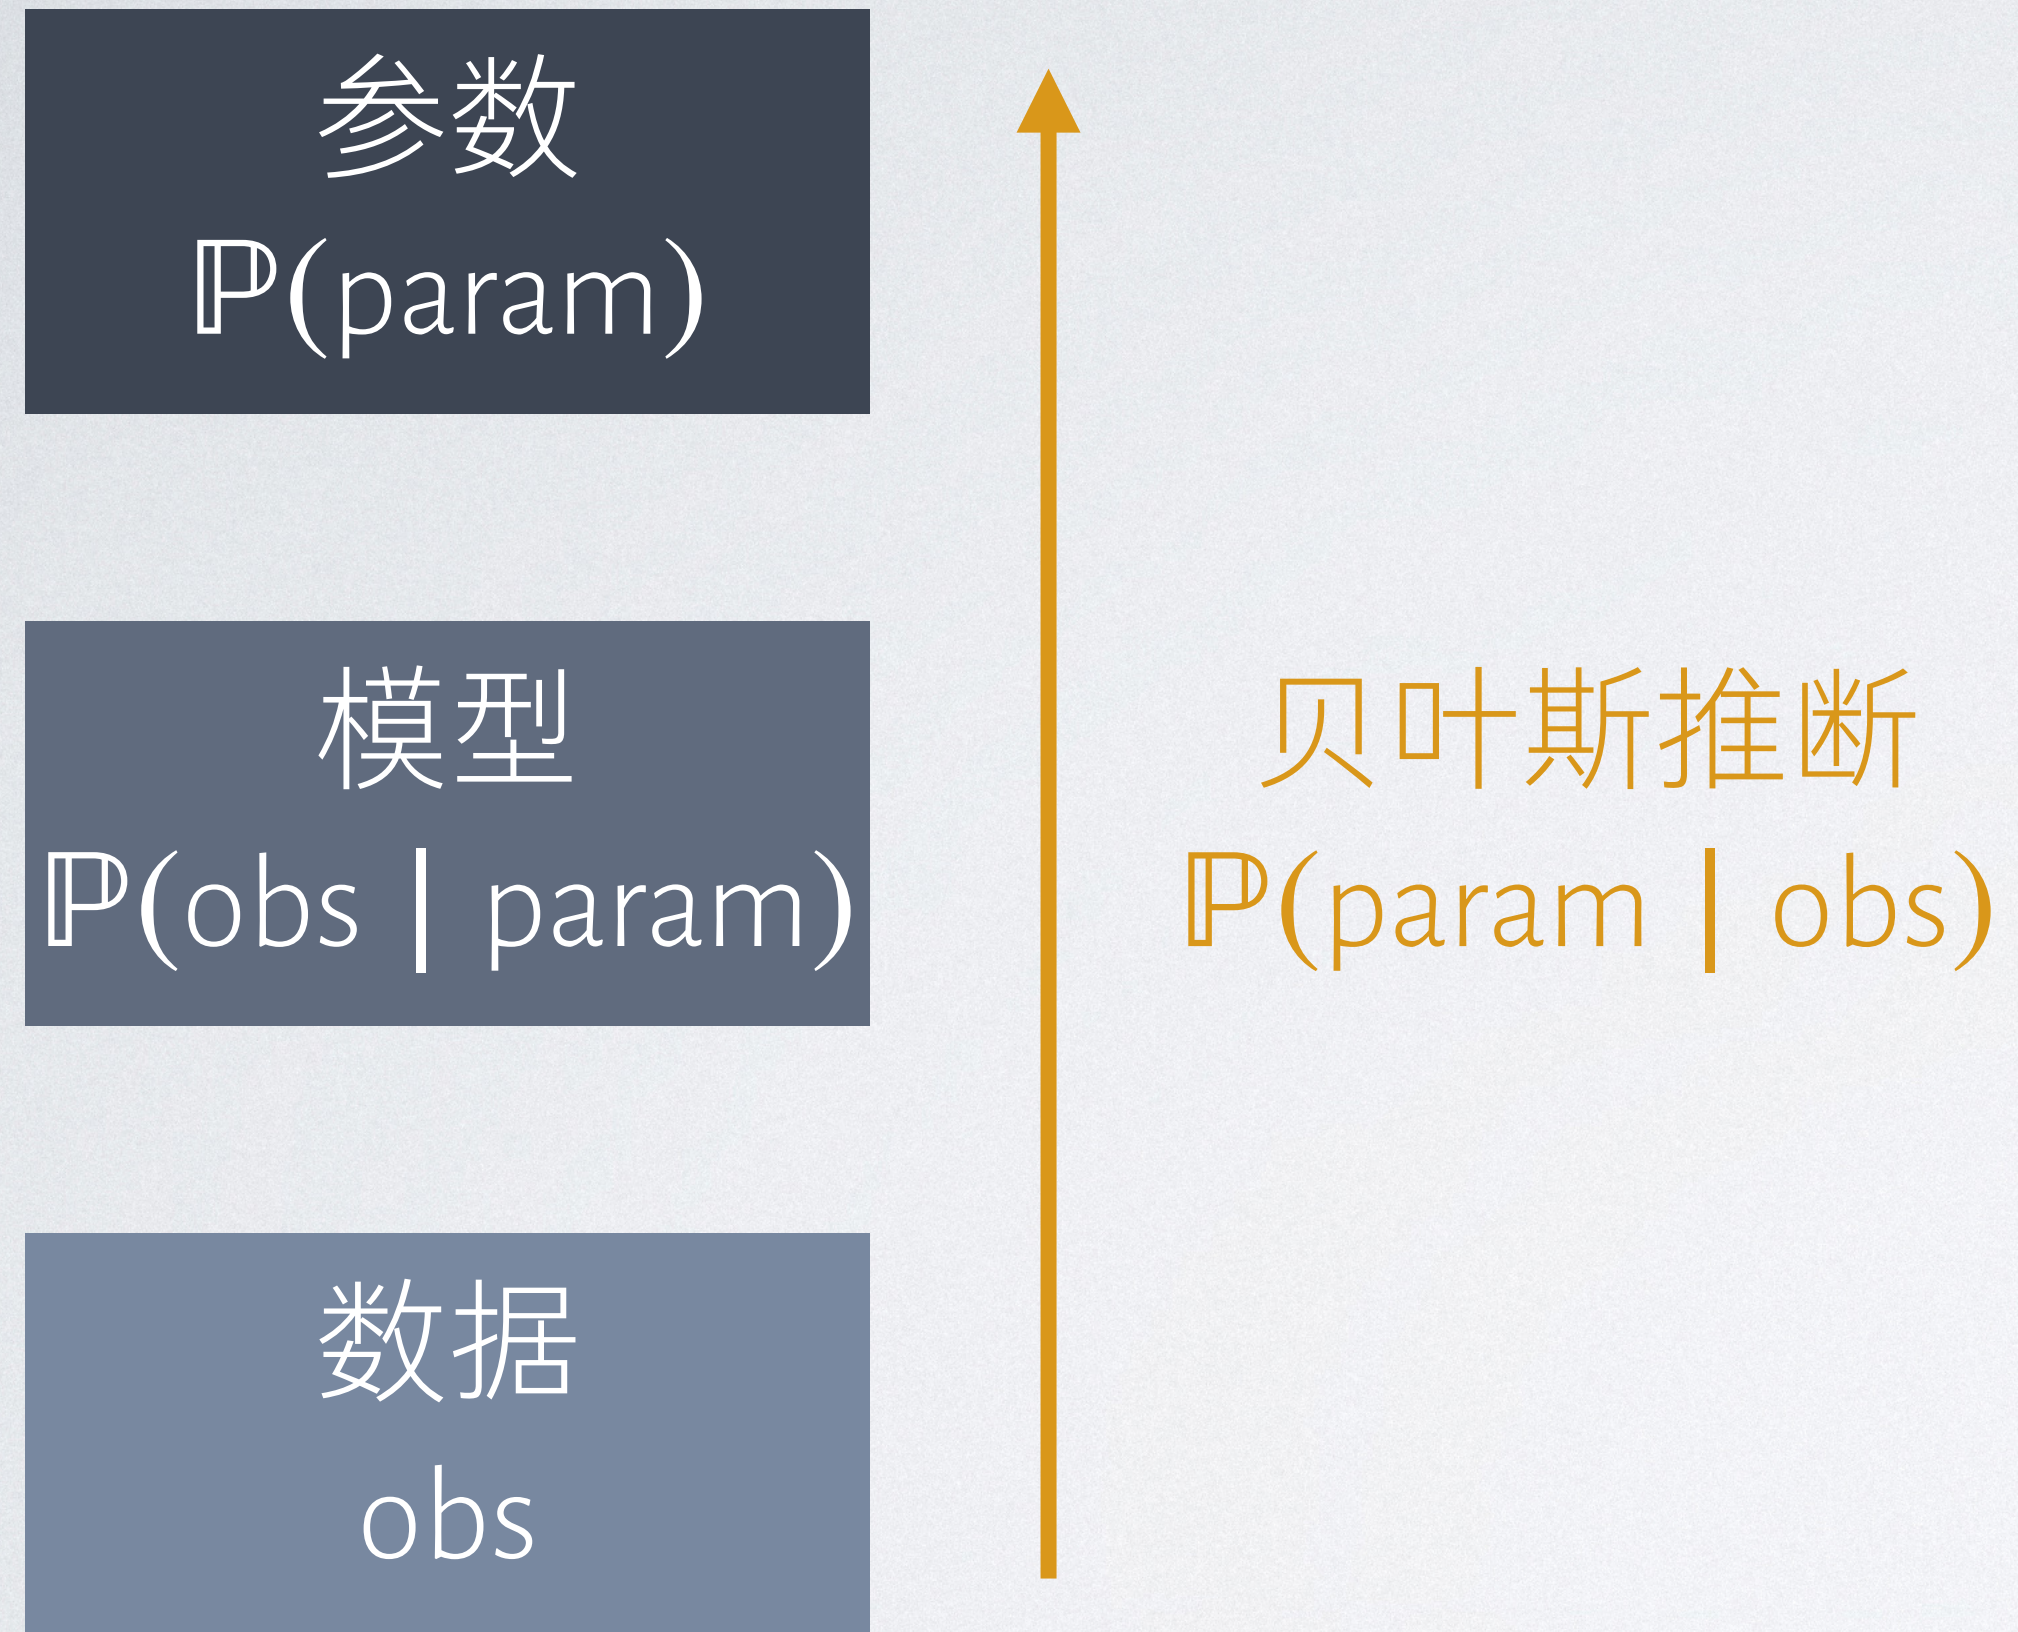 参数
ℙ(param)
模型
ℙ(obs | param)
贝叶斯推断
ℙ(param | obs)
数据
obs